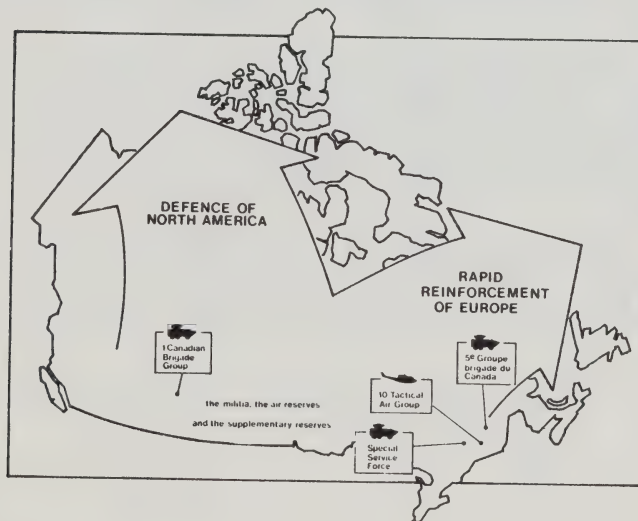 DEFENCE OF
NORTH AMERICA
RAPID
REINFORCEMENT
OF EUROPE
1 Canadian
Brigade
Group
5e Groupe
brigade du
Canada
10 Tactical
Air Group
the militia, the air reserves
and the supplementary reserves
Special
Service
Force